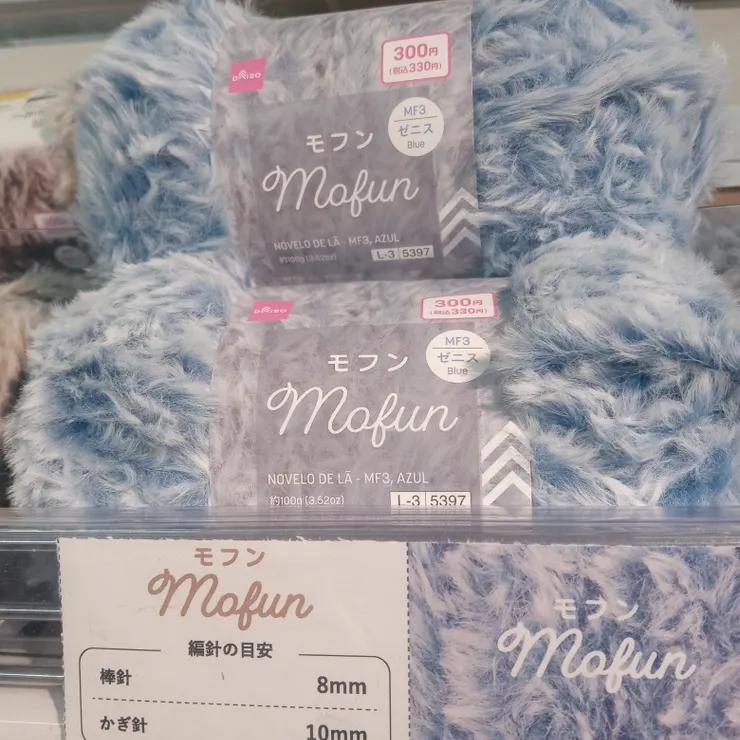 DAISO
300円
(税込330円)
MF3
ゼニス
Blue
モフン
Mofun
NOVELO DE LÃ - MF3, AZUL
約100g (3.52oz)
L-3 5397
DAISO
300円
(税込330円)
MF3
ゼニス
Blue
モフン
Mofun
NOVELO DE LÃ - MF3, AZUL
約100g (3.52oz)
L-3 5397
モフン
Mofun
編針の目安
棒針 8mm
かぎ針 10mm
モフン
Mofun